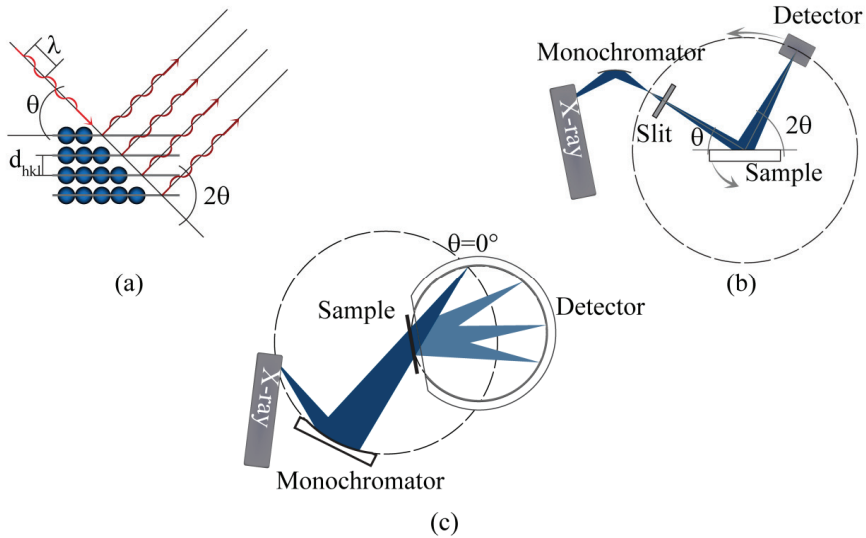 λ
θ
d_hkl
2θ
(a)
Detector
Monochromator
X-ray
Slit
θ
2θ
Sample
(b)
θ=0°
Sample
Detector
X-ray
Monochromator
(c)